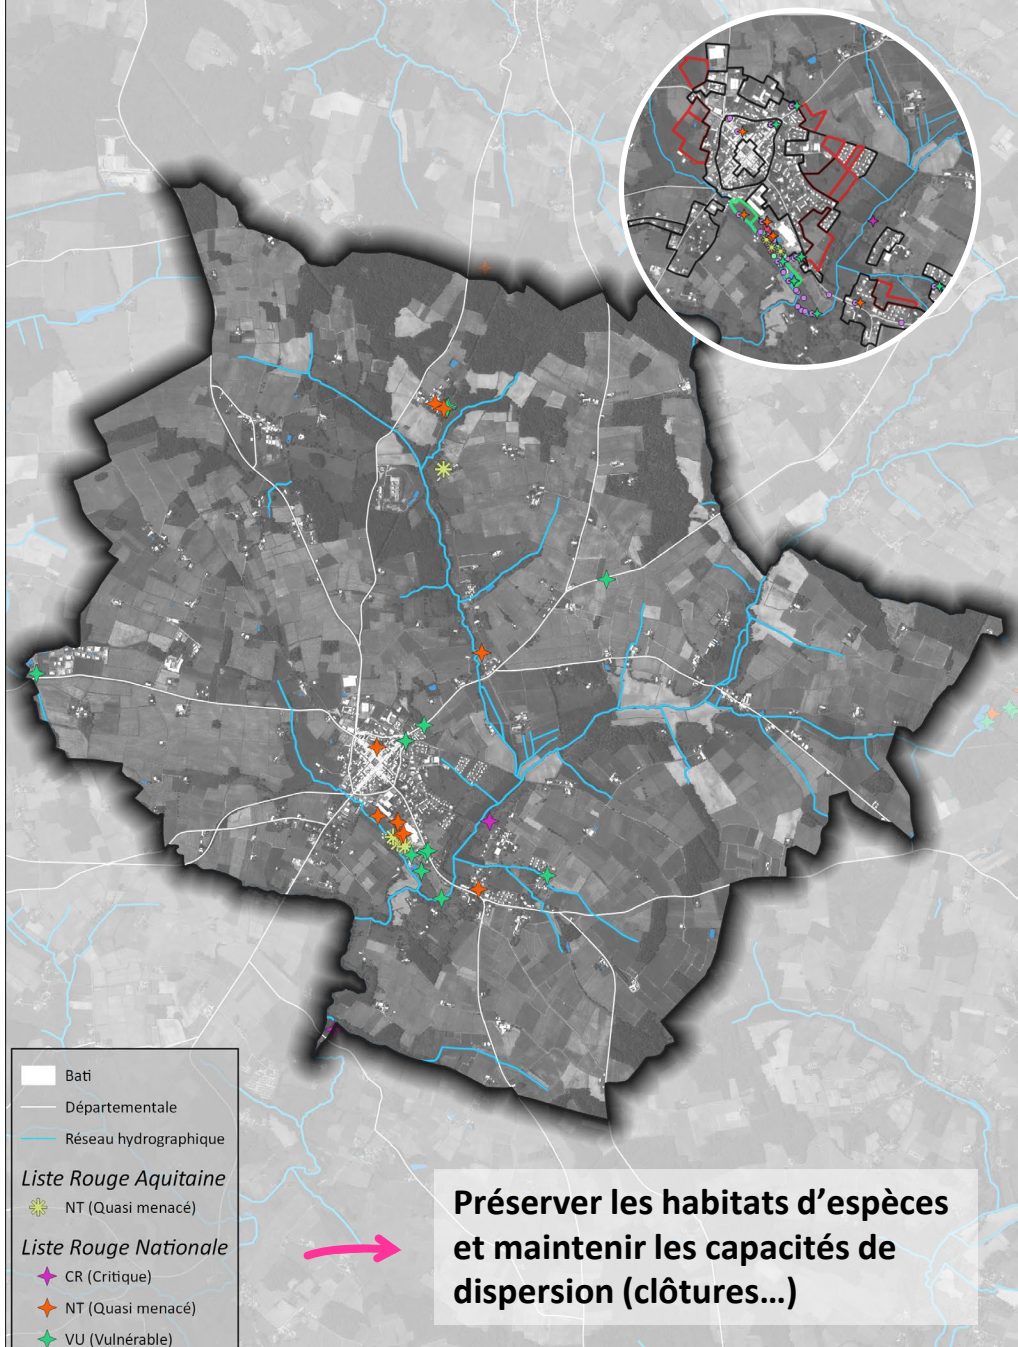 Bati
Départementale
Réseau hydrographique
Liste Rouge Aquitaine
NT (Quasi menacé)
Liste Rouge Nationale
CR (Critique)
NT (Quasi menacé)
VU (Vulnérable)
Préserver les habitats d’espèces
et maintenir les capacités de
dispersion (clôtures…)